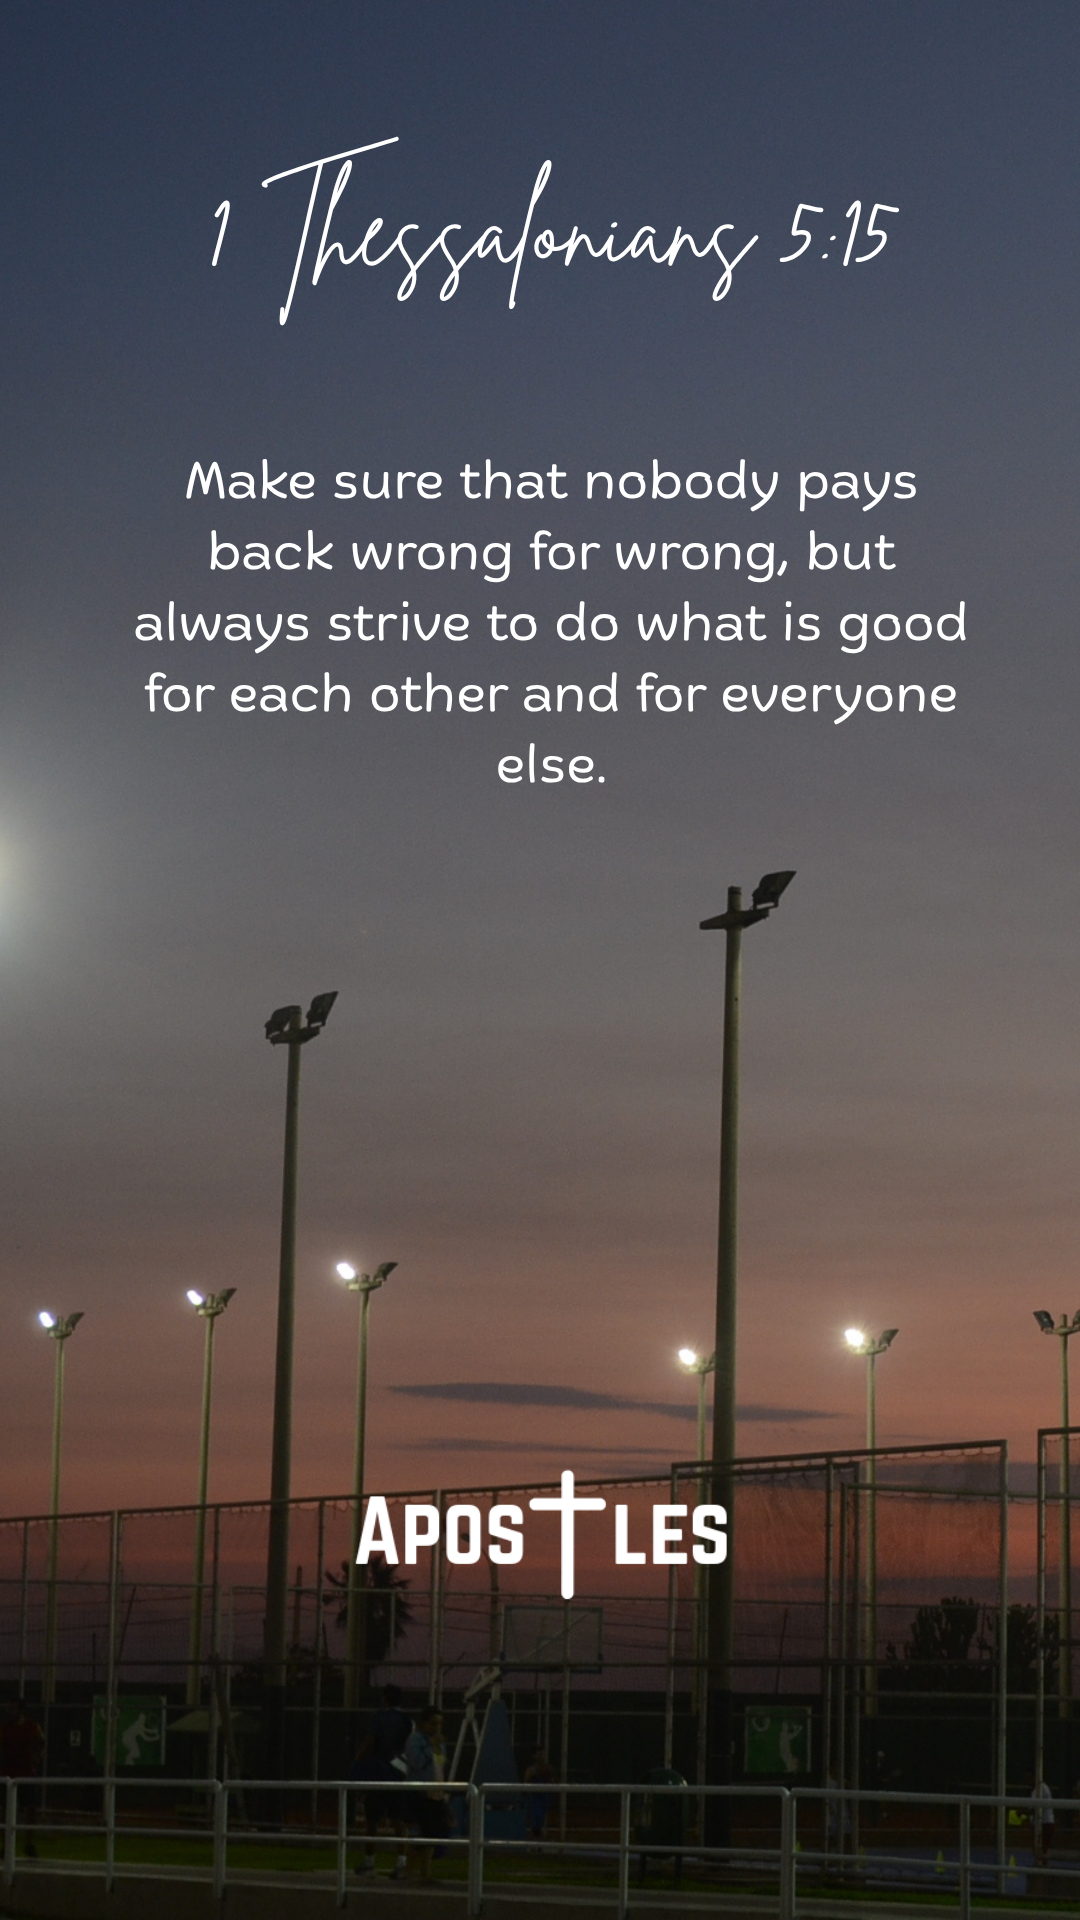 1 Thessalonians 5:15
Make sure that nobody pays
back wrong for wrong, but
always strive to do what is good
for each other and for everyone
else.
APOSTLES
2